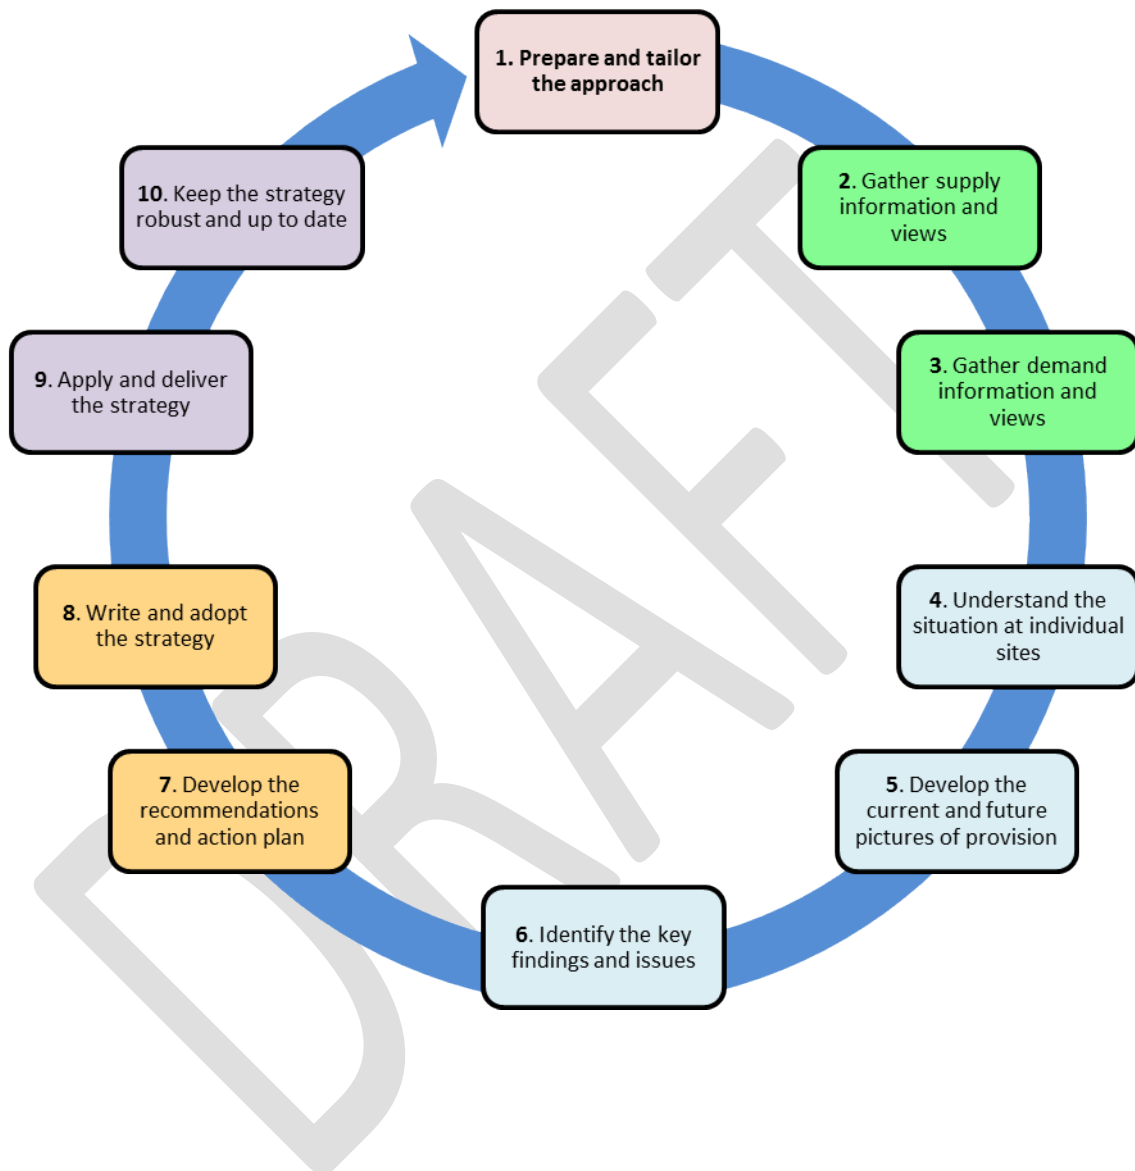 1. Prepare and tailor
the approach
2. Gather supply
information and
views
3. Gather demand
information and
views
4. Understand the
situation at individual
sites
5. Develop the
current and future
pictures of provision
6. Identify the key
findings and issues
7. Develop the
recommendations
and action plan
8. Write and adopt
the strategy
9. Apply and deliver
the strategy
10. Keep the strategy
robust and up to date
DRAFT